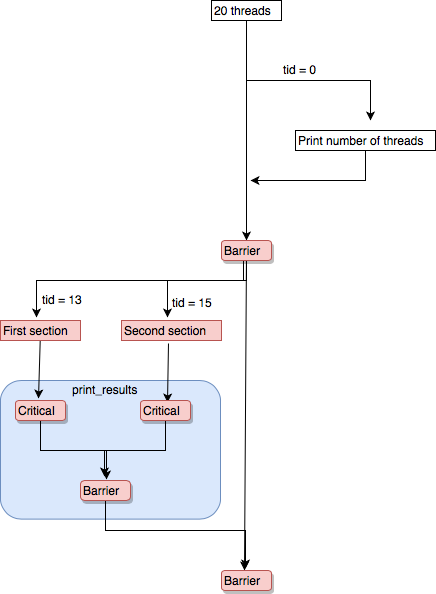 20 threads
tid = 0
Print number of threads
Barrier
tid = 13
tid = 15
First section
Second section
print_results
Critical
Critical
Barrier
Barrier